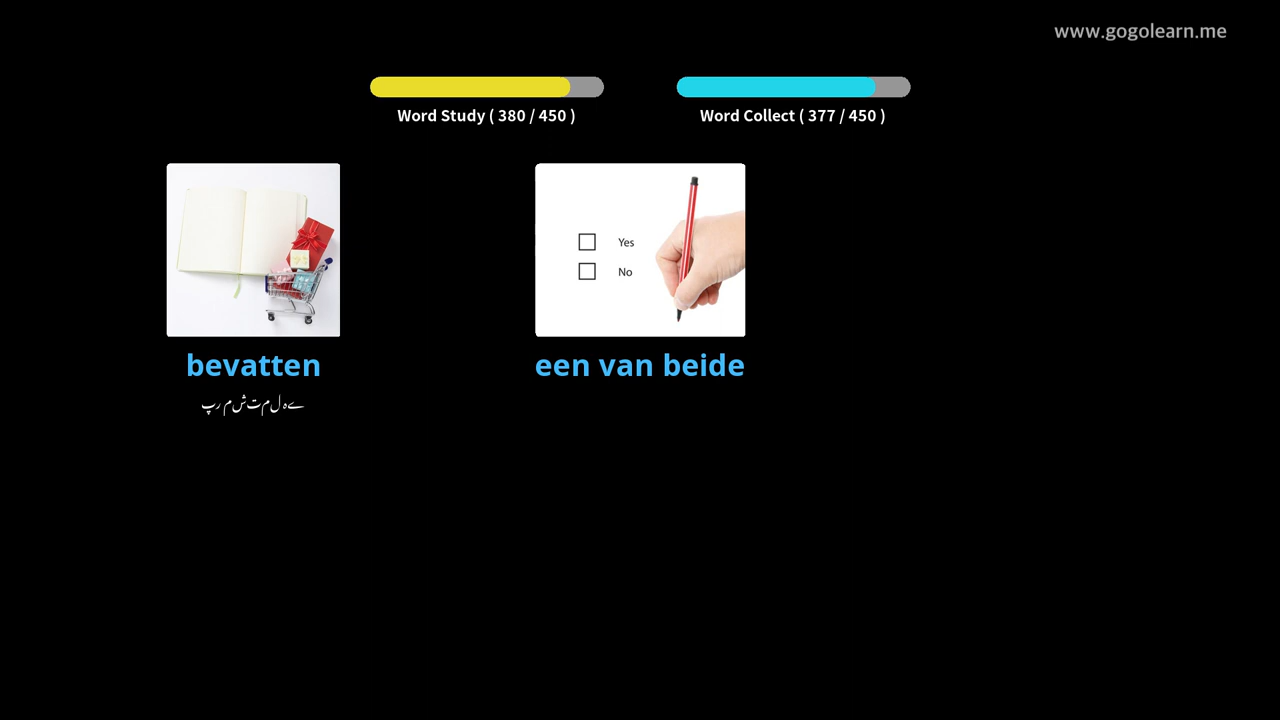 www.gogolearn.me
Word Study ( 380 / 450 )
Word Collect ( 377 / 450 )
Yes
No
bevatten
een van beide
پر مشتمل ہے